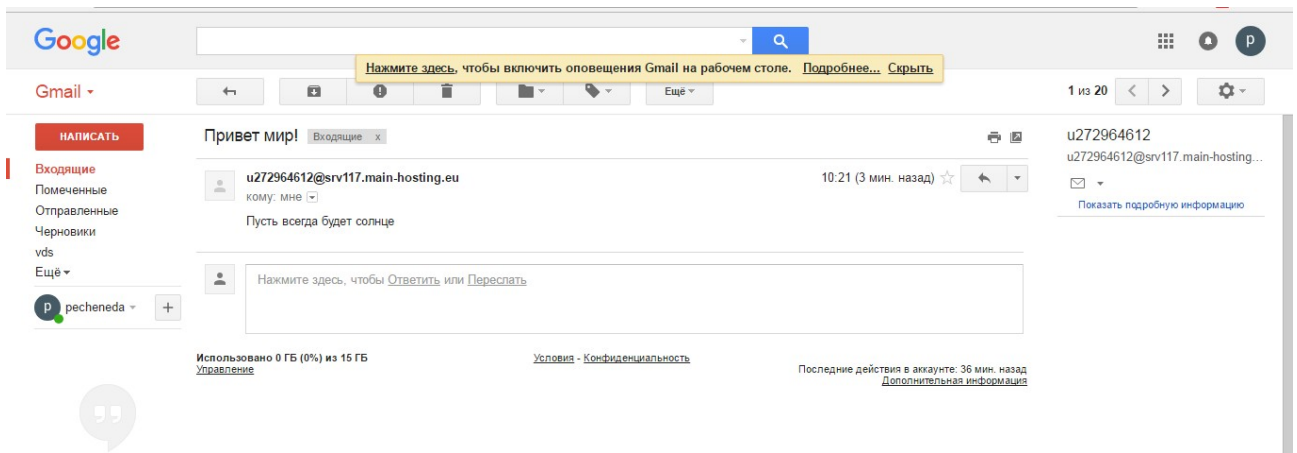 Google
Нажмите здесь, чтобы включить оповещения Gmail на рабочем столе. Подробнее... Скрыть
p
Gmail
Ещё
1 из 20
НАПИСАТЬ
Входящие
Помеченные
Отправленные
Черновики
vds
Ещё
p pecheneda
Привет мир! Входящие x
u272964612@srv117.main-hosting.eu 10:21 (3 мин. назад)
кому: мне
Пусть всегда будет солнце
Нажмите здесь, чтобы Ответить или Переслать
Использовано 0 ГБ (0%) из 15 ГБ
Управление
Условия - Конфиденциальность
Последние действия в аккаунте: 36 мин. назад
Дополнительная информация
u272964612
u272964612@srv117.main-hosting...
Показать подробную информацию